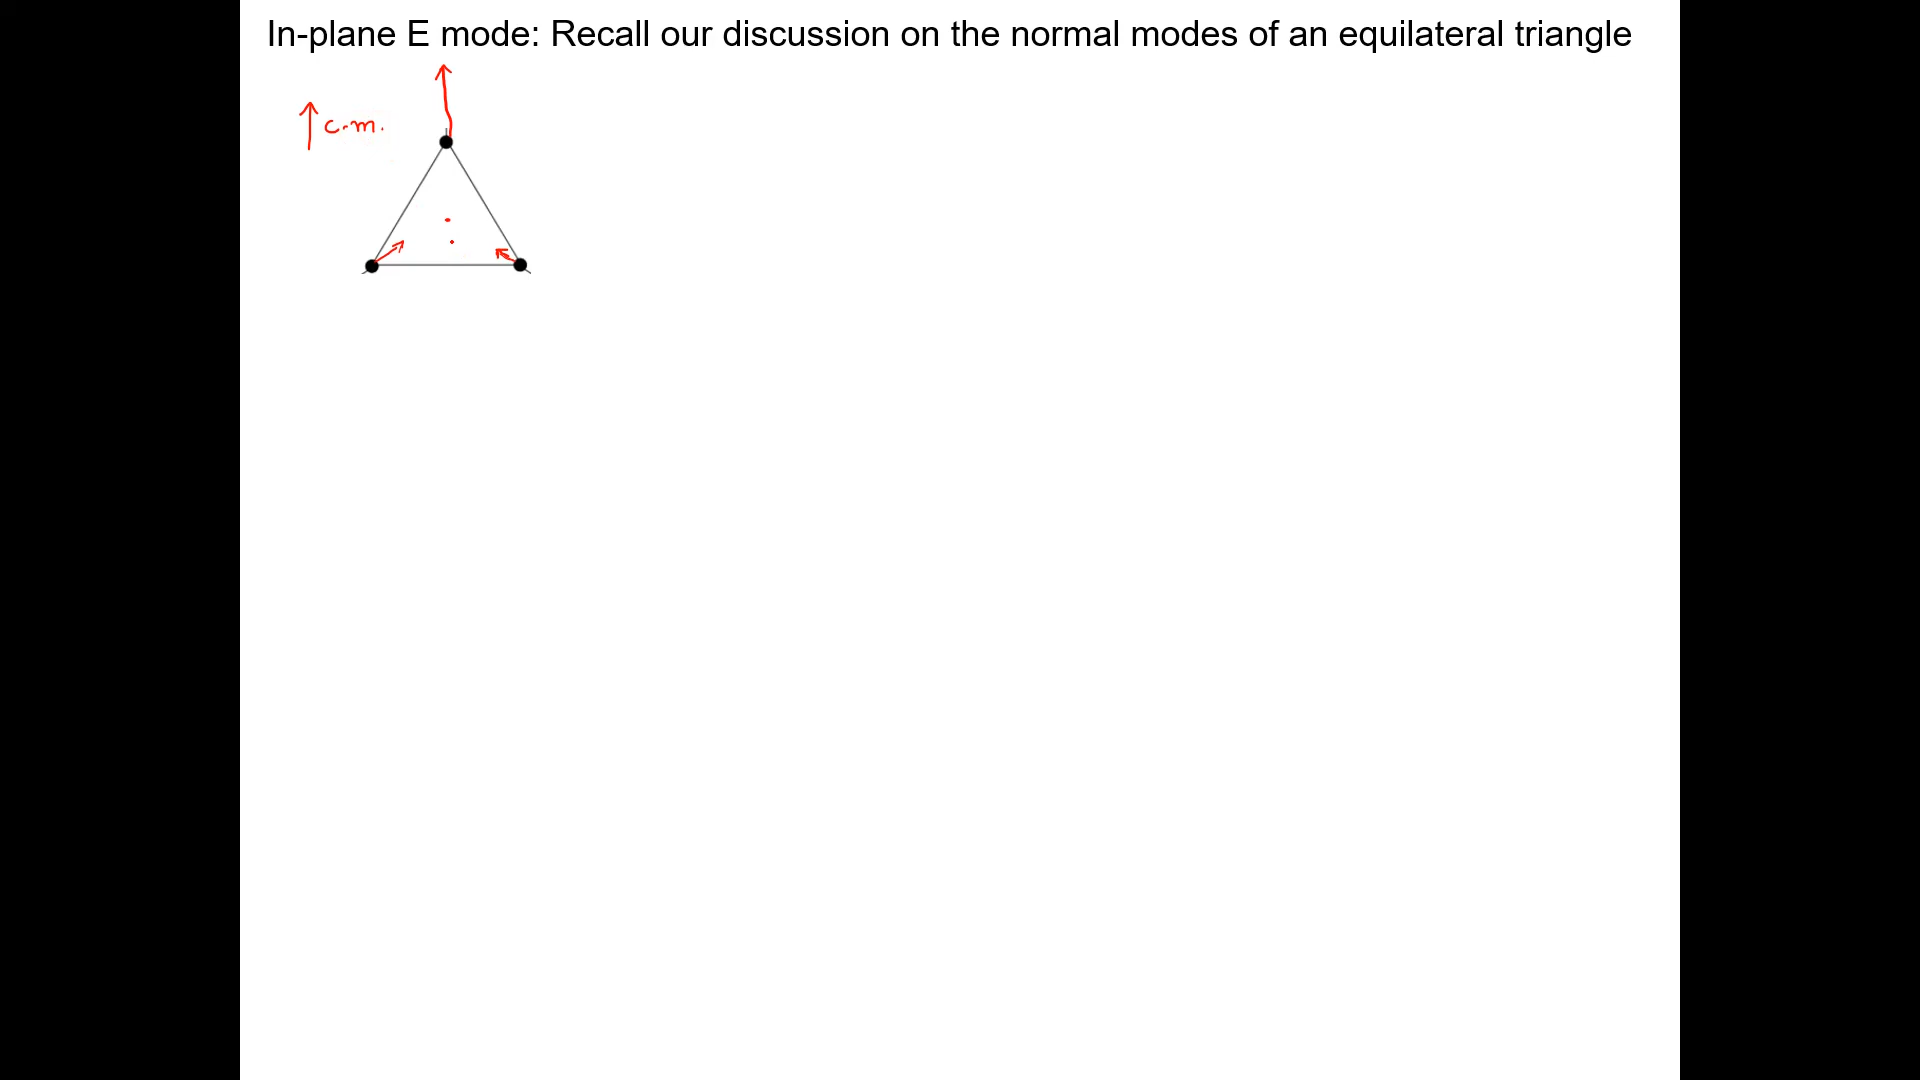 In-plane E mode: Recall our discussion on the normal modes of an equilateral triangle
c.m.